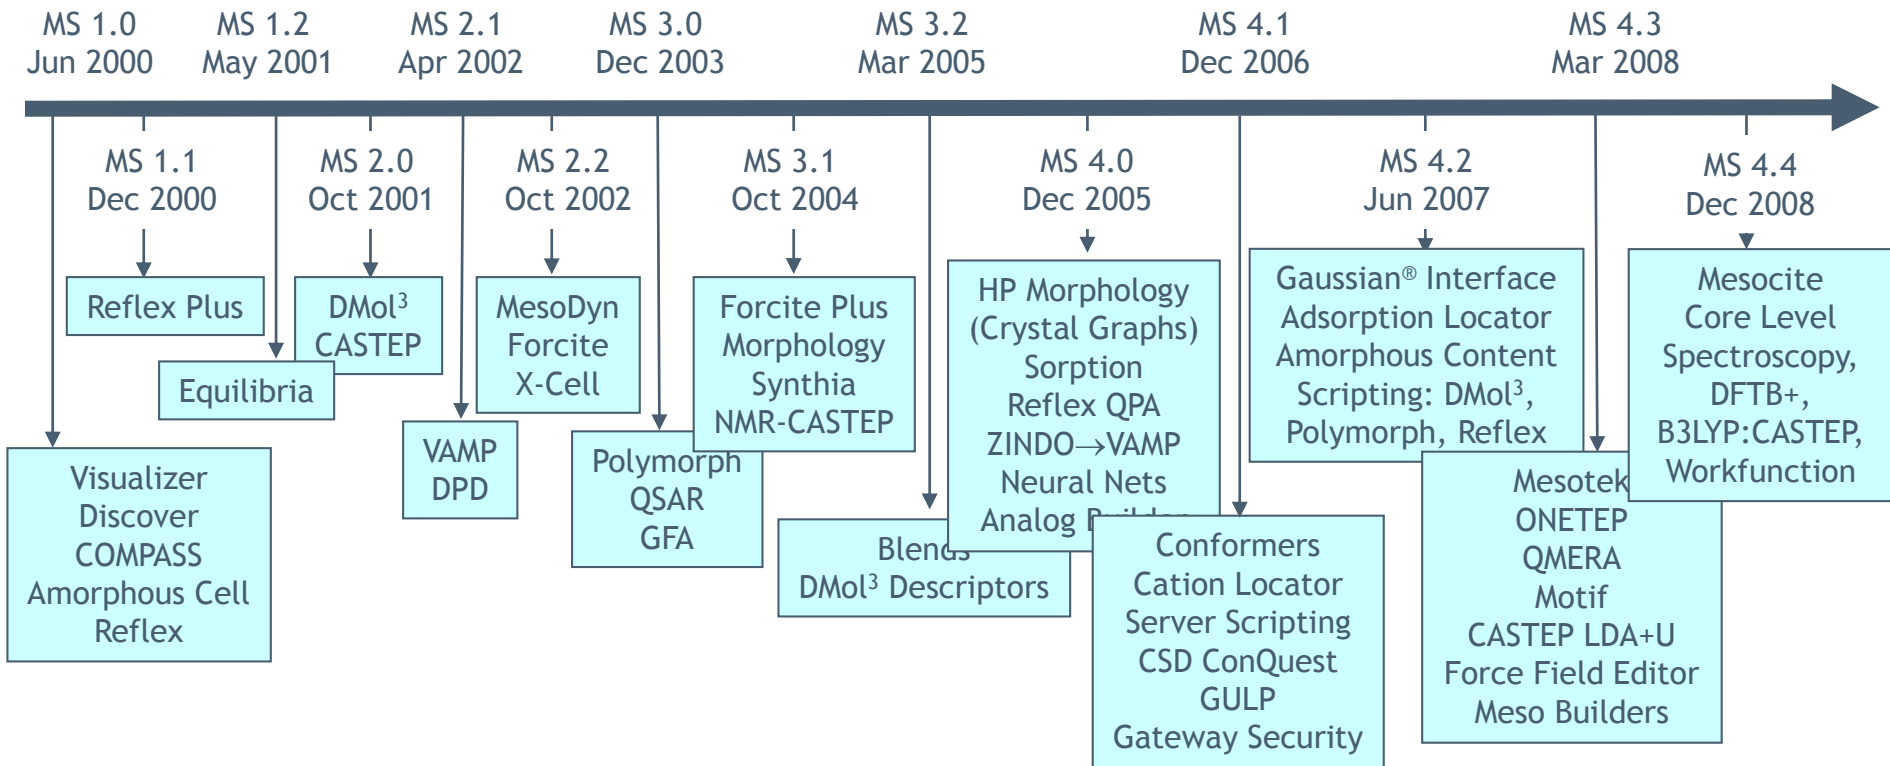 MS 1.0
Jun 2000
MS 1.2
May 2001
MS 2.1
Apr 2002
MS 3.0
Dec 2003
MS 3.2
Mar 2005
MS 4.1
Dec 2006
MS 4.3
Mar 2008
MS 1.1
Dec 2000
MS 2.0
Oct 2001
MS 2.2
Oct 2002
MS 3.1
Oct 2004
MS 4.0
Dec 2005
MS 4.2
Jun 2007
MS 4.4
Dec 2008
Visualizer
Discover
COMPASS
Amorphous Cell
Reflex
Reflex Plus
Equilibria
DMol³
CASTEP
VAMP
DPD
MesoDyn
Forcite
X-Cell
Polymorph
QSAR
GFA
Forcite Plus
Morphology
Synthia
NMR-CASTEP
Blends
DMol³ Descriptors
HP Morphology
(Crystal Graphs)
Sorption
Reflex QPA
ZINDO→VAMP
Neural Nets
Analog Builder
Conformers
Cation Locator
Server Scripting
CSD ConQuest
GULP
Gateway Security
Gaussian® Interface
Adsorption Locator
Amorphous Content
Scripting: DMol³,
Polymorph, Reflex
Mesotek
ONETEP
QMERA
Motif
CASTEP LDA+U
Force Field Editor
Meso Builders
Mesocite
Core Level
Spectroscopy,
DFTB+,
B3LYP:CASTEP,
Workfunction